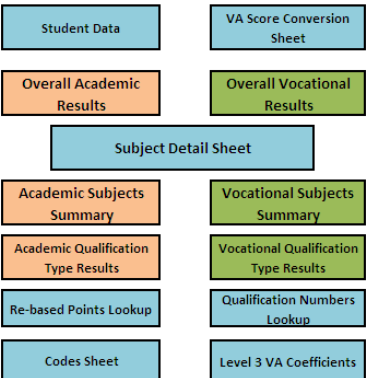 Student Data
VA Score Conversion
Sheet
Overall Academic
Results
Overall Vocational
Results
Subject Detail Sheet
Academic Subjects
Summary
Vocational Subjects
Summary
Academic Qualification
Type Results
Vocational Qualification
Type Results
Re-based Points Lookup
Qualification Numbers
Lookup
Codes Sheet
Level 3 VA Coefficients